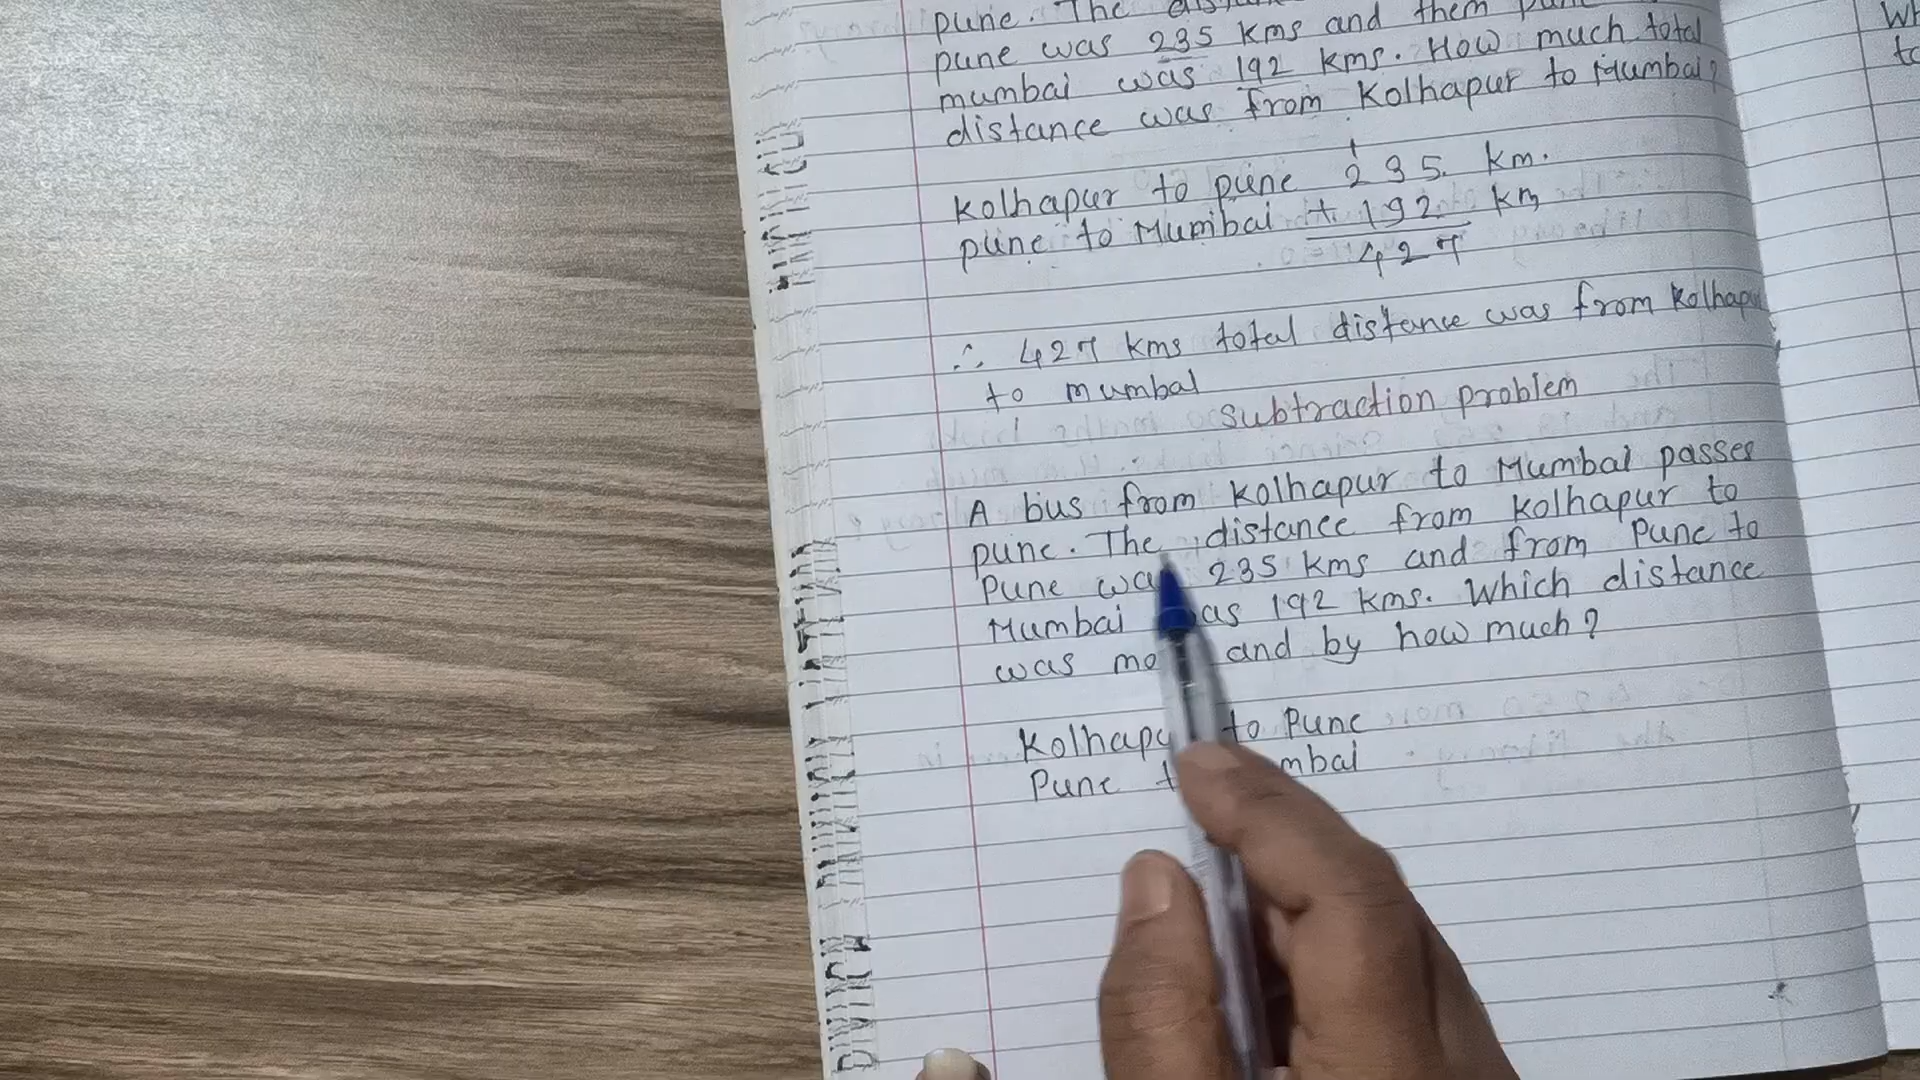 pune. The
pune was 235 kms and them
mumbai was 192 kms. How much total
distance was from Kolhapur to Mumbai?
1
Kolhapur to pune 235. km.
pune to Mumbai + 192 km
427
∴ 427 kms total distance was from Kolhapu
to mumbal
subtraction problem
A bus from Kolhapur to Mumbai passes
pune. The distance from Kolhapur to
Pune was 235 kms and from Pune to
Mumbai was 192 kms. Which distance
was mo and by how much?
Kolhapu to Pune
Pune t mbai